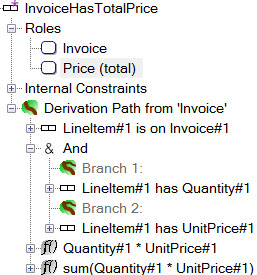 InvoiceHasTotalPrice
Roles
Invoice
Price (total)
Internal Constraints
Derivation Path from 'Invoice'
LineItem#1 is on Invoice#1
& And
Branch 1:
LineItem#1 has Quantity#1
Branch 2:
LineItem#1 has UnitPrice#1
f() Quantity#1 * UnitPrice#1
f() sum(Quantity#1 * UnitPrice#1)